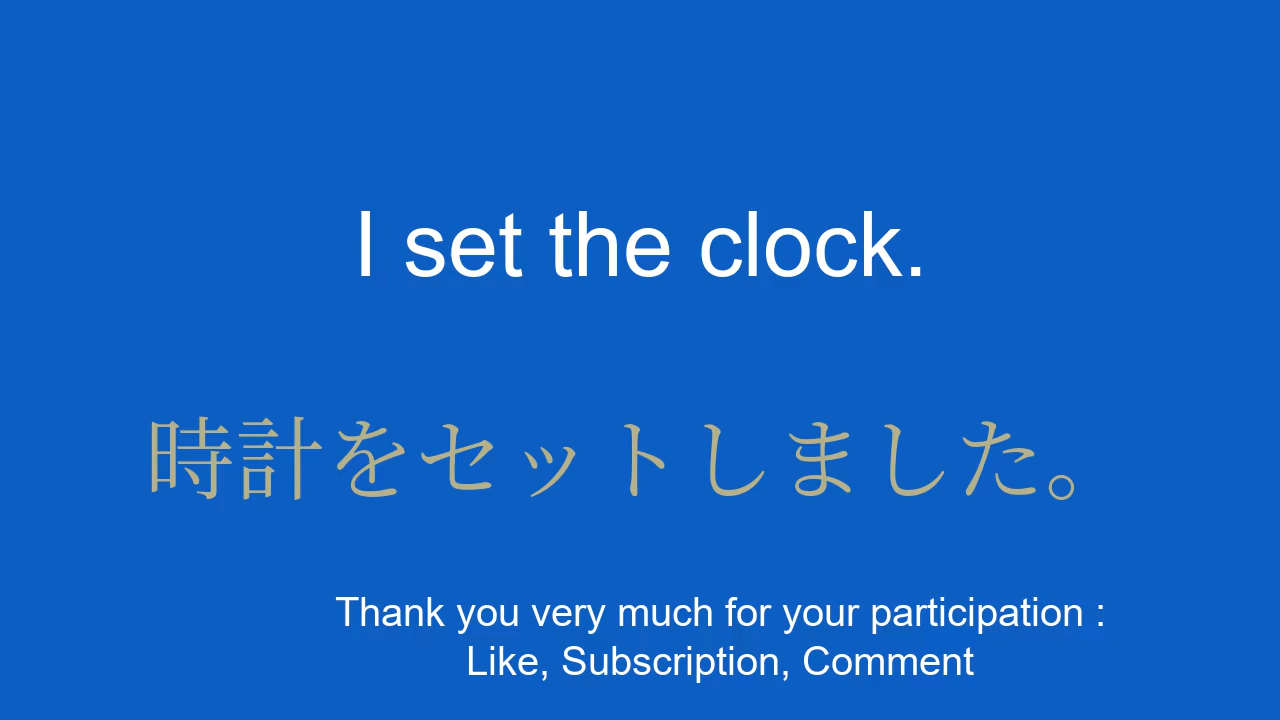 I set the clock.
時計をセットしました。
Thank you very much for your participation :
Like, Subscription, Comment